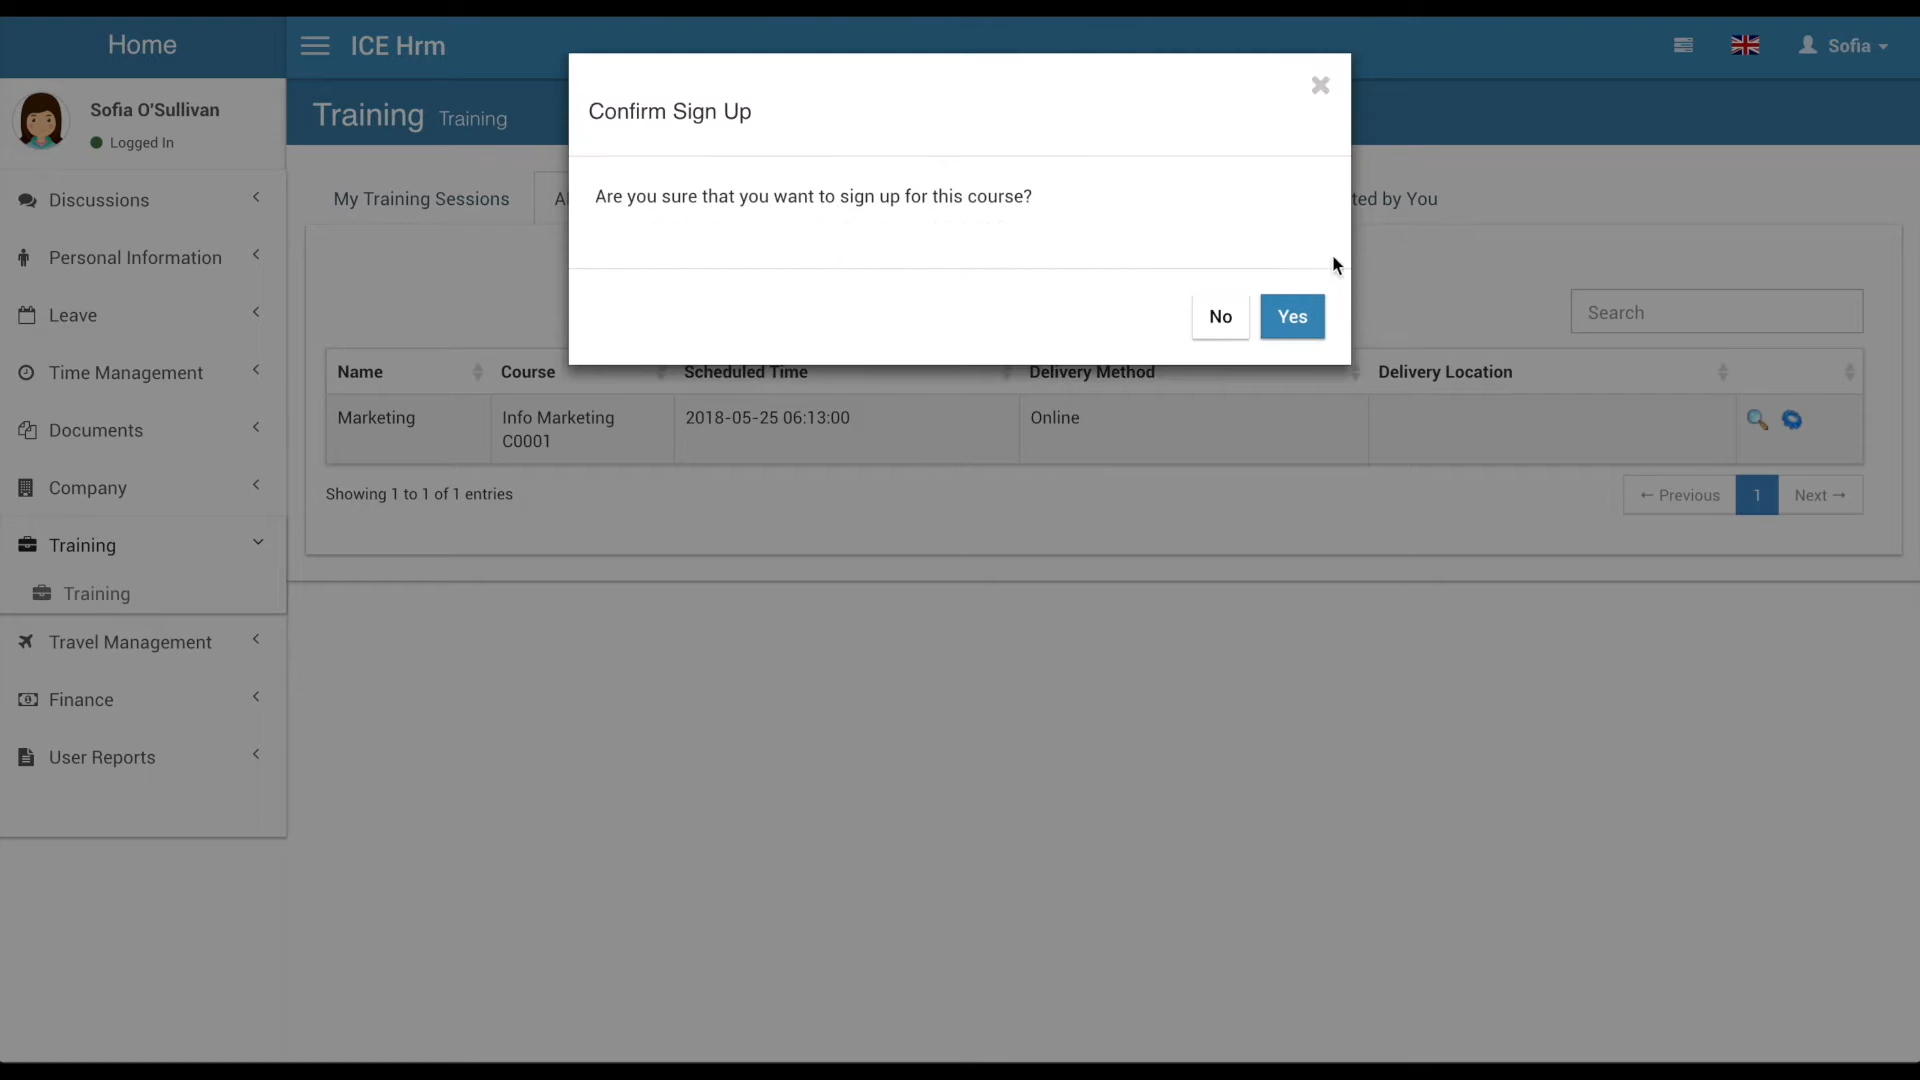 Home
ICE Hrm
Sofia
Sofia O'Sullivan
Logged In
Training Training
Confirm Sign Up
Are you sure that you want to sign up for this course?
No
Yes
My Training Sessions
ted by You
Search
Discussions
Personal Information
Leave
Time Management
Documents
Company
Training
Training
Travel Management
Finance
User Reports
Name Course Scheduled Time Delivery Method Delivery Location
Marketing Info Marketing 2018-05-25 06:13:00 Online
C0001
Showing 1 to 1 of 1 entries
← Previous 1 Next →